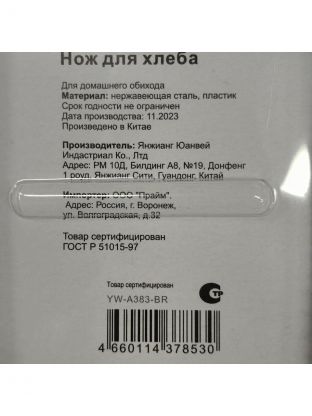 Нож для хлеба
Для домашнего обихода
Материал: нержавеющая сталь, пластик
Срок годности не ограничен
Дата производства: 11.2023
Произведено в Китае
Производитель: Янжианг Юанвей
Индастриал Ко., Лтд
Адрес: РМ 10Д, Билдинг А8, №19, Донфенг
1 роуд, Янжианг Сити, Гуандонг, Китай
Импортер: ООО "Прайм".
Адрес: Россия, г. Воронеж,
ул. Волгоградская, д.32
Товар сертифицирован
ГОСТ Р 51015-97
Товар сертифицирован
YW-A383-BR
ТР
4 660114 378530